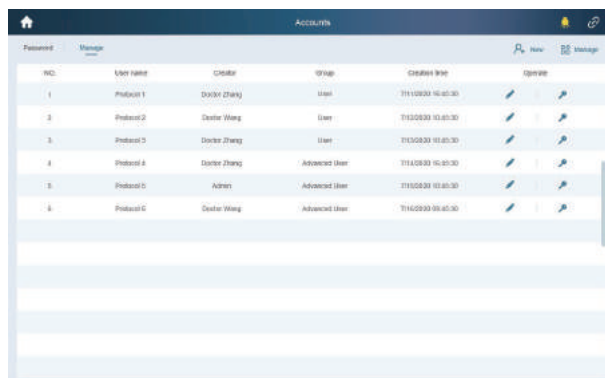 Accounts
Password Manage New Manage
NO. User name Creator Group Creation time Operate
1 Protocol 1 Doctor Zhang User 7/11/2020 16:45:30
2 Protocol 2 Doctor Wang User 7/12/2020 10:45:30
3 Protocol 3 Doctor Zhang User 7/13/2020 10:45:30
4 Protocol 4 Doctor Zhang Advanced User 7/14/2020 16:45:30
5 Protocol 5 Admin Advanced User 7/15/2020 10:45:30
6 Protocol 6 Doctor Wang Advanced User 7/16/2020 09:45:30